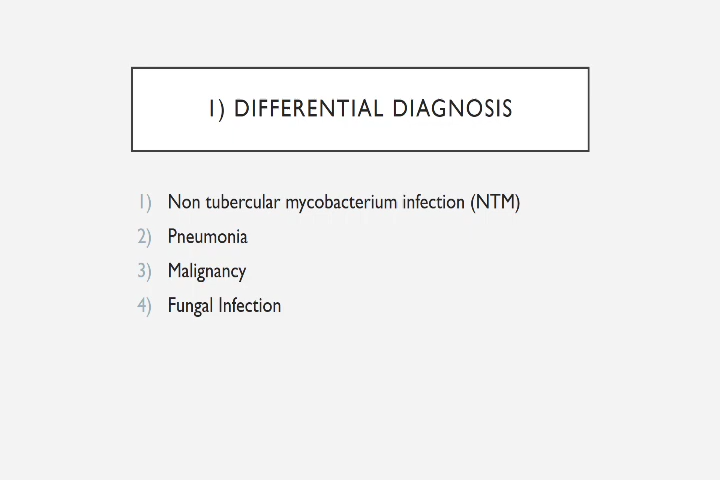 1) DIFFERENTIAL DIAGNOSIS
1) Non tubercular mycobacterium infection (NTM)
2) Pneumonia
3) Malignancy
4) Fungal Infection